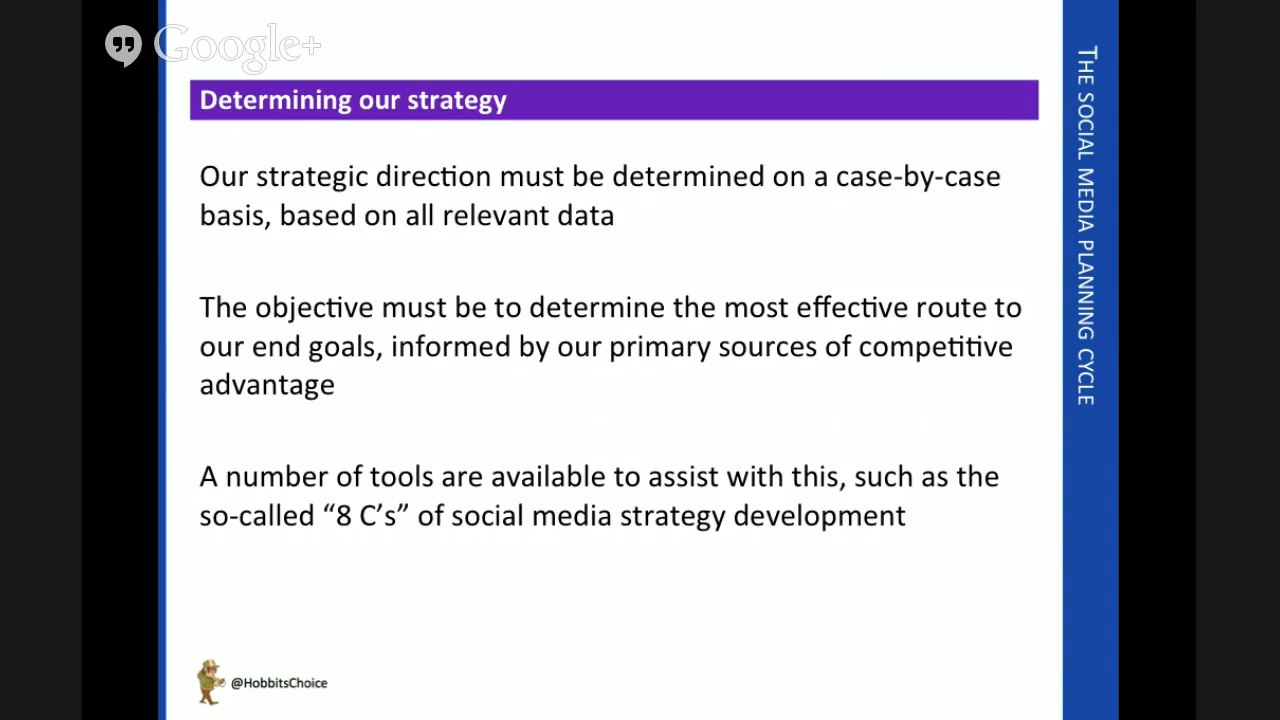 Google+
Determining our strategy
Our strategic direction must be determined on a case-by-case
basis, based on all relevant data
The objective must be to determine the most effective route to
our end goals, informed by our primary sources of competitive
advantage
A number of tools are available to assist with this, such as the
so-called “8 C’s” of social media strategy development
@HobbitsChoice
THE SOCIAL MEDIA PLANNING CYCLE